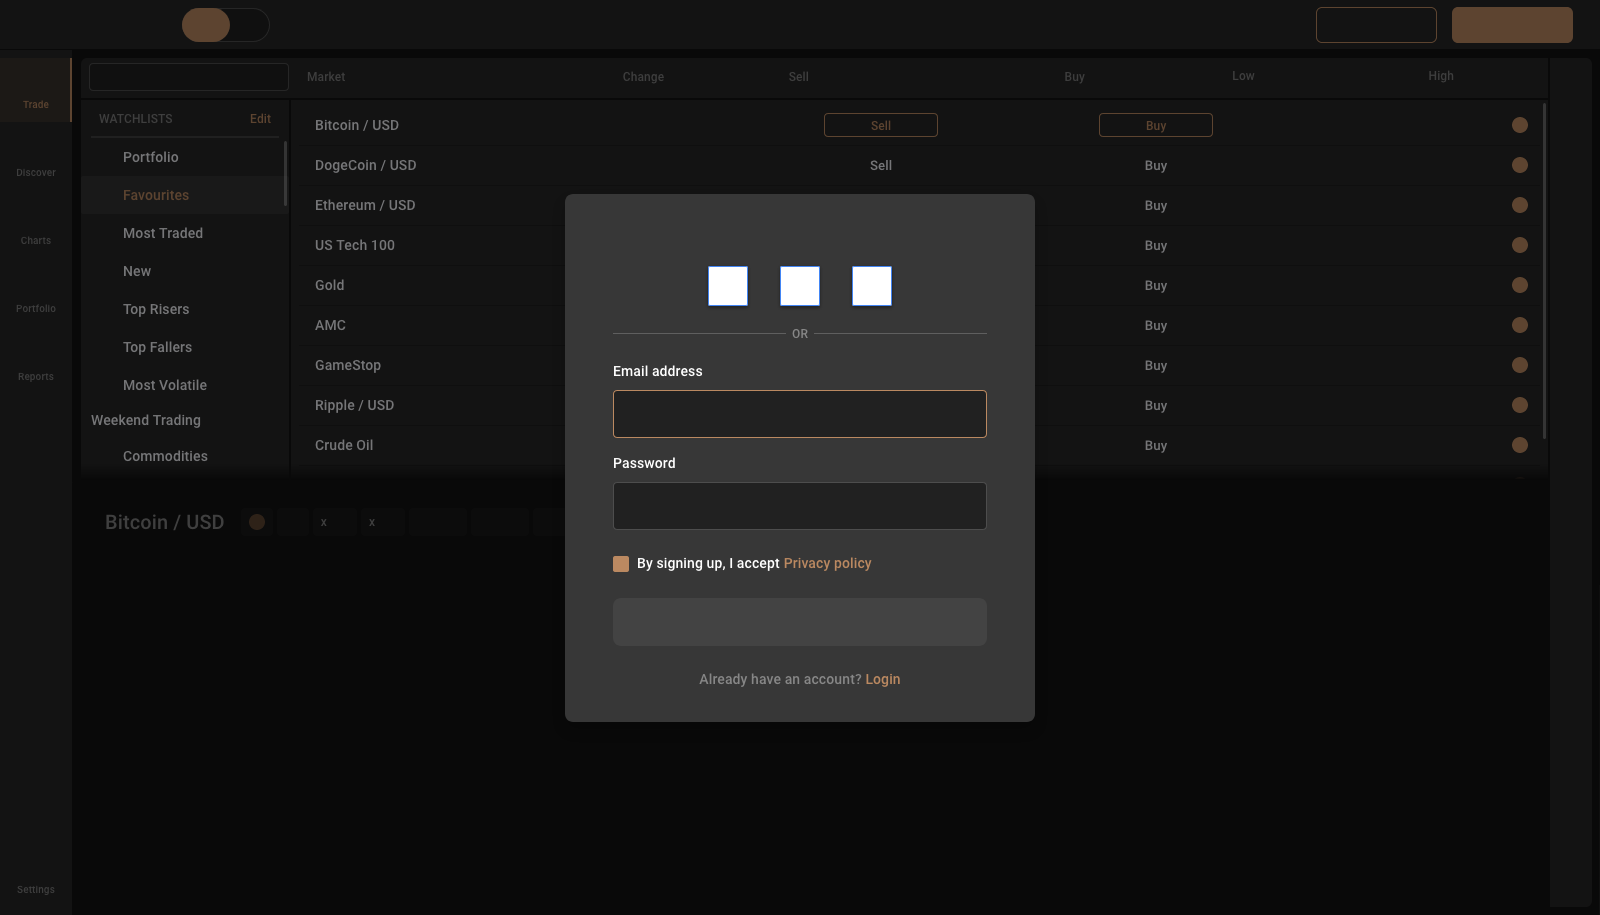 Market Change Sell Buy Low High
Trade
Discover
Charts
Portfolio
Reports
Settings
WATCHLISTS Edit
Portfolio
Favourites
Most Traded
New
Top Risers
Top Fallers
Most Volatile
Weekend Trading
Commodities
Bitcoin / USD Sell Buy
DogeCoin / USD Sell Buy
Ethereum / USD Buy
US Tech 100 Buy
Gold Buy
AMC Buy
GameStop Buy
Ripple / USD Buy
Crude Oil Buy
Bitcoin / USD x x
OR
Email address
Password
By signing up, I accept Privacy policy
Already have an account? Login